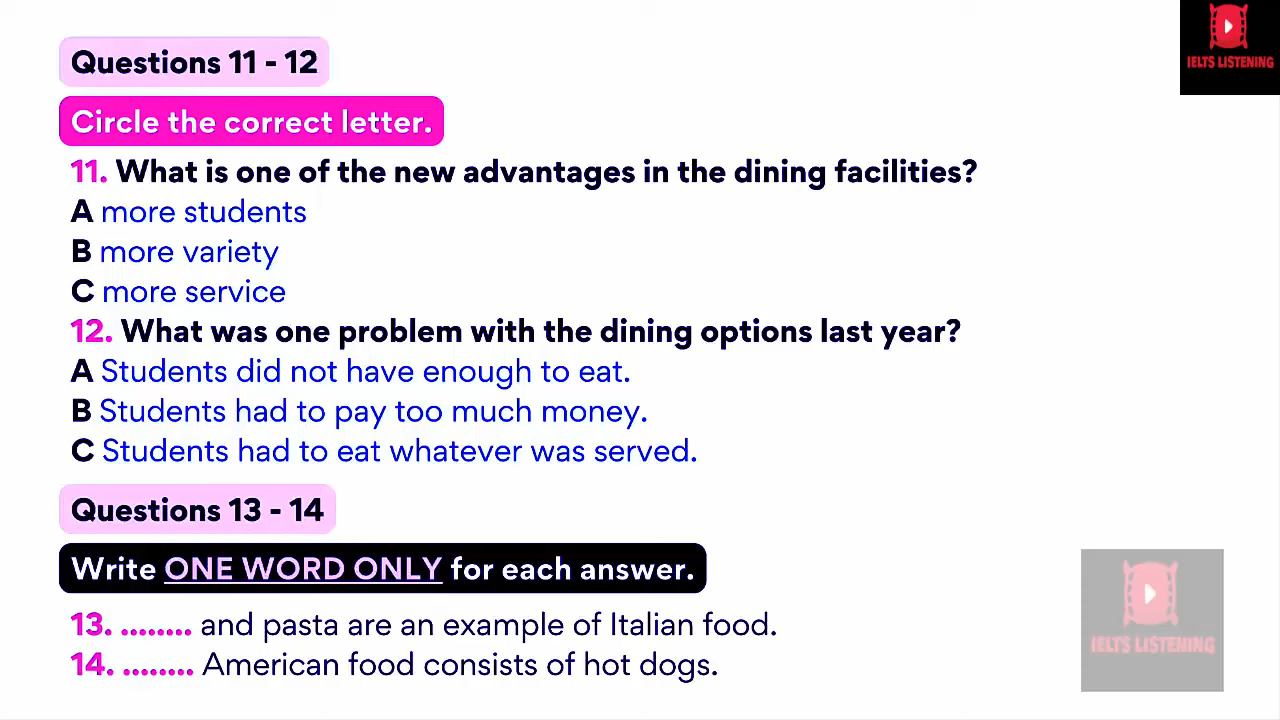 IELTS LISTENING
Questions 11 - 12
Circle the correct letter.
11. What is one of the new advantages in the dining facilities?
A more students
B more variety
C more service
12. What was one problem with the dining options last year?
A Students did not have enough to eat.
B Students had to pay too much money.
C Students had to eat whatever was served.
Questions 13 - 14
Write ONE WORD ONLY for each answer.
13. ........ and pasta are an example of Italian food.
14. ........ American food consists of hot dogs.
IELTS LISTENING